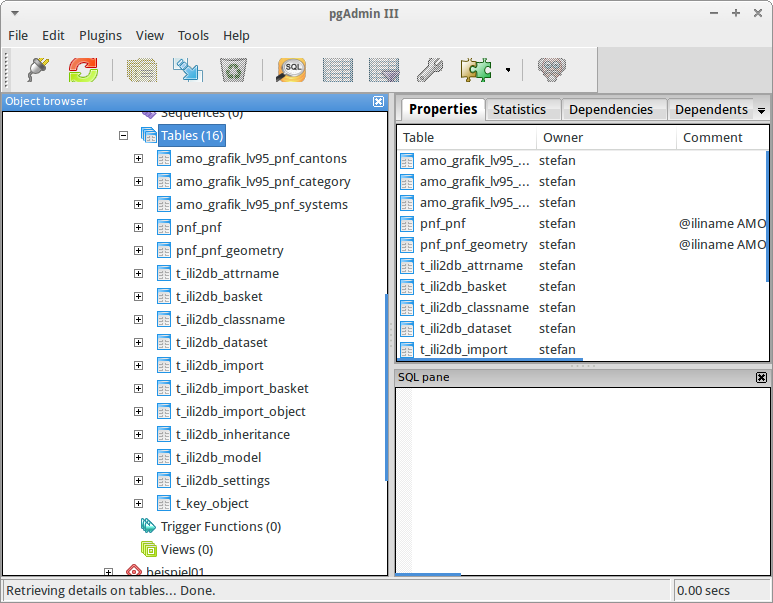 pgAdmin III
File Edit Plugins View Tools Help
SQL
Object browser
Sequences (0)
Tables (16)
amo_grafik_lv95_pnf_cantons
amo_grafik_lv95_pnf_category
amo_grafik_lv95_pnf_systems
pnf_pnf
pnf_pnf_geometry
t_ili2db_attrname
t_ili2db_basket
t_ili2db_classname
t_ili2db_dataset
t_ili2db_import
t_ili2db_import_basket
t_ili2db_import_object
t_ili2db_inheritance
t_ili2db_model
t_ili2db_settings
t_key_object
Trigger Functions (0)
Views (0)
beispiel01
Properties Statistics Dependencies Dependents
Table Owner Comment
amo_grafik_lv95_... stefan
amo_grafik_lv95_... stefan
amo_grafik_lv95_... stefan
pnf_pnf stefan @iliname AMO
pnf_pnf_geometry stefan @iliname AMO
t_ili2db_attrname stefan
t_ili2db_basket stefan
t_ili2db_classname stefan
t_ili2db_dataset stefan
t_ili2db_import stefan
SQL pane
Retrieving details on tables... Done. 0.00 secs